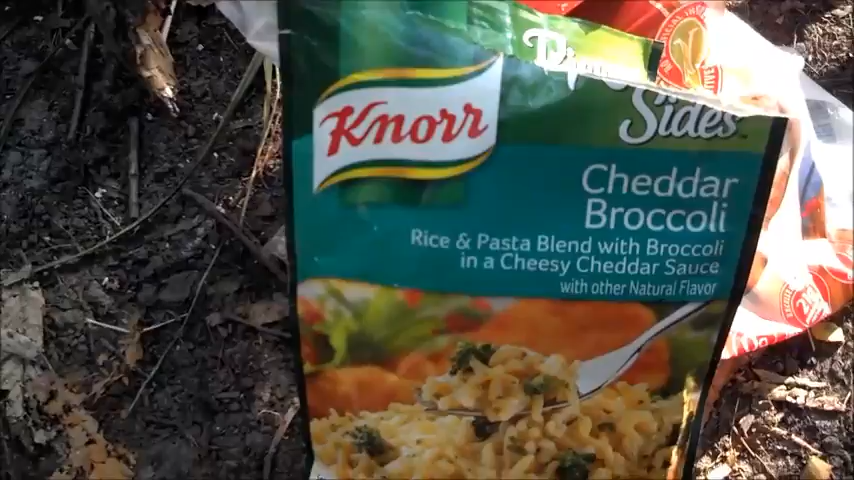 Knorr
Sides
Cheddar
Broccoli
Rice & Pasta Blend with Broccoli
in a Cheesy Cheddar Sauce
with other Natural Flavor